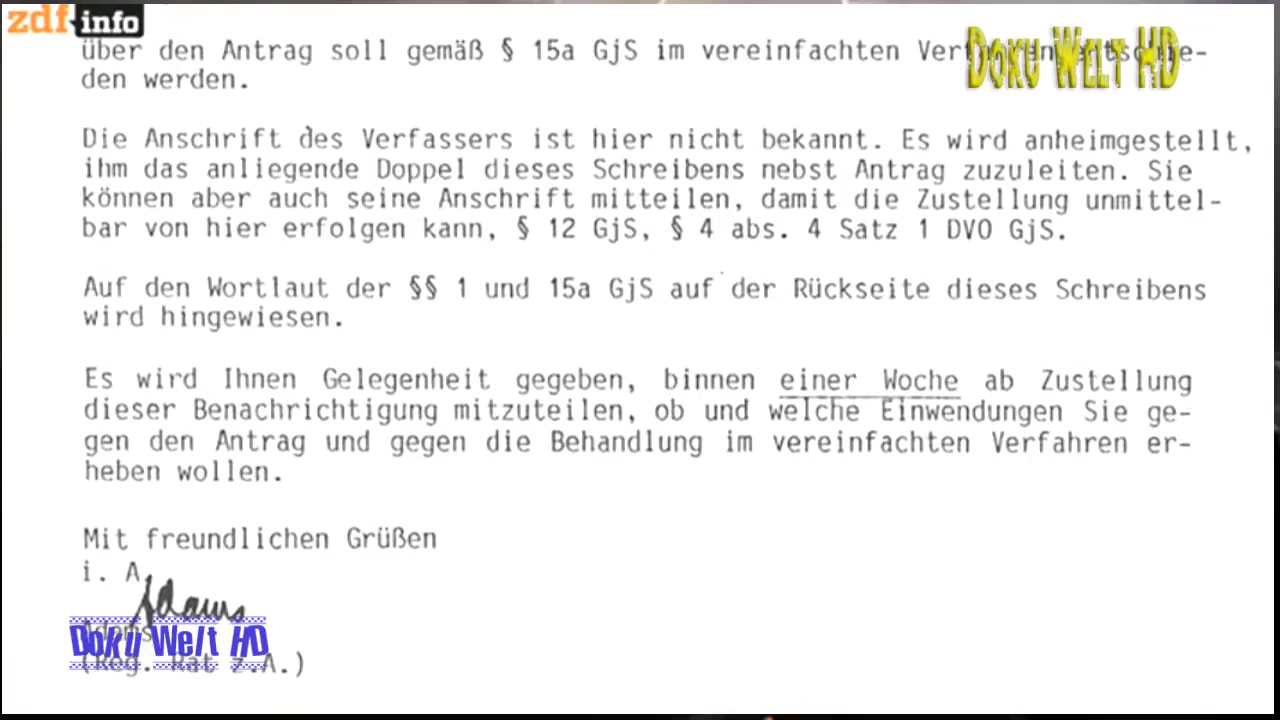 zdf info
Doku Welt HD
über den Antrag soll gemäß § 15a GjS im vereinfachten
den werden.
Die Anschrift des Verfassers ist hier nicht bekannt. Es wird anheimgestellt,
ihm das anliegende Doppel dieses Schreibens nebst Antrag zuzuleiten. Sie
können aber auch seine Anschrift mitteilen, damit die Zustellung unmittel-
bar von hier erfolgen kann, § 12 GjS, § 4 abs. 4 Satz 1 DVO GjS.
Auf den Wortlaut der §§ 1 und 15a GjS auf der Rückseite dieses Schreibens
wird hingewiesen.
Es wird Ihnen Gelegenheit gegeben, binnen einer Woche ab Zustellung
dieser Benachrichtigung mitzuteilen, ob und welche Einwendungen Sie ge-
gen den Antrag und gegen die Behandlung im vereinfachten Verfahren er-
heben wollen.
Mit freundlichen Grüßen
i. A.
Adams
Doku Welt HD
(Reg. Rat z.A.)